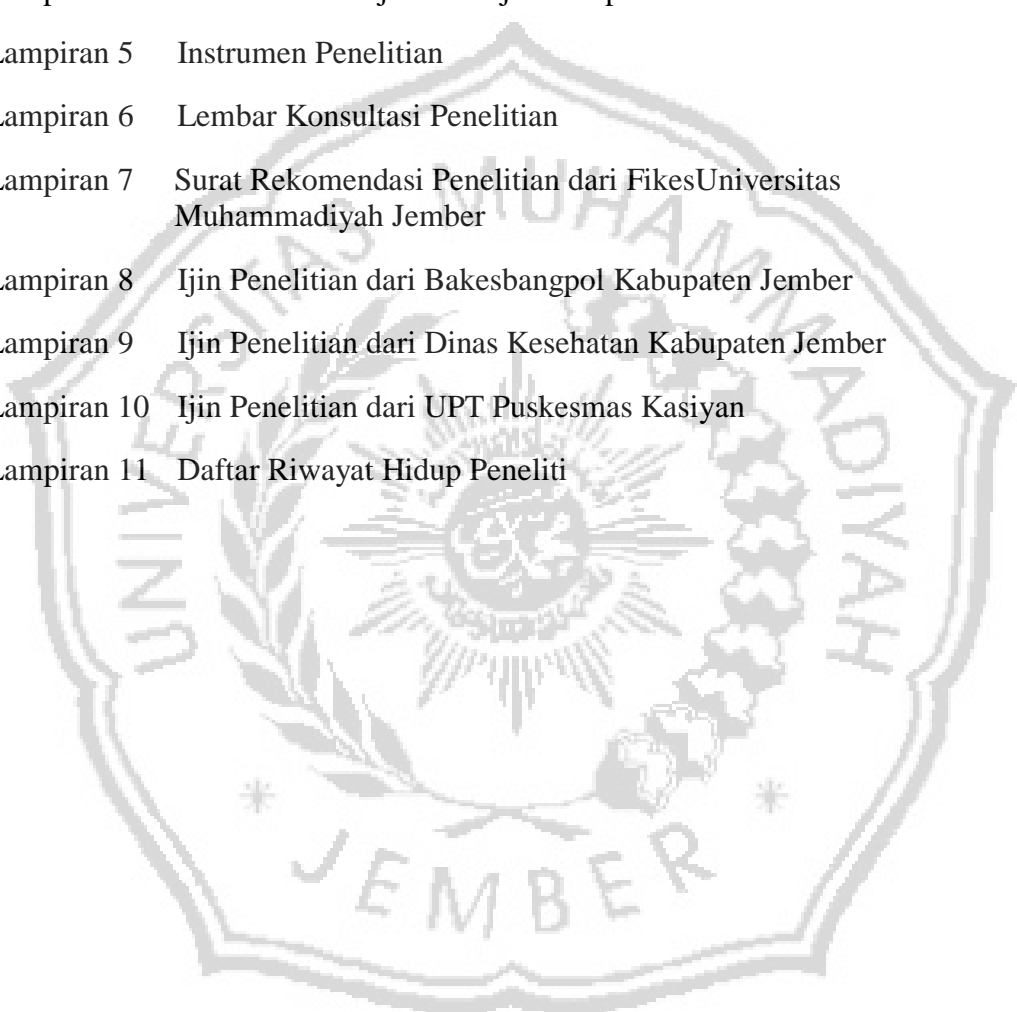 Lampiran 5 Instrumen Penelitian
Lampiran 6 Lembar Konsultasi Penelitian
Lampiran 7 Surat Rekomendasi Penelitian dari FikesUniversitas
Muhammadiyah Jember
Lampiran 8 Ijin Penelitian dari Bakesbangpol Kabupaten Jember
Lampiran 9 Ijin Penelitian dari Dinas Kesehatan Kabupaten Jember
Lampiran 10 Ijin Penelitian dari UPT Puskesmas Kasiyan
Lampiran 11 Daftar Riwayat Hidup Peneliti
UNIVERSITAS MUHAMMADIYAH
JEMBER